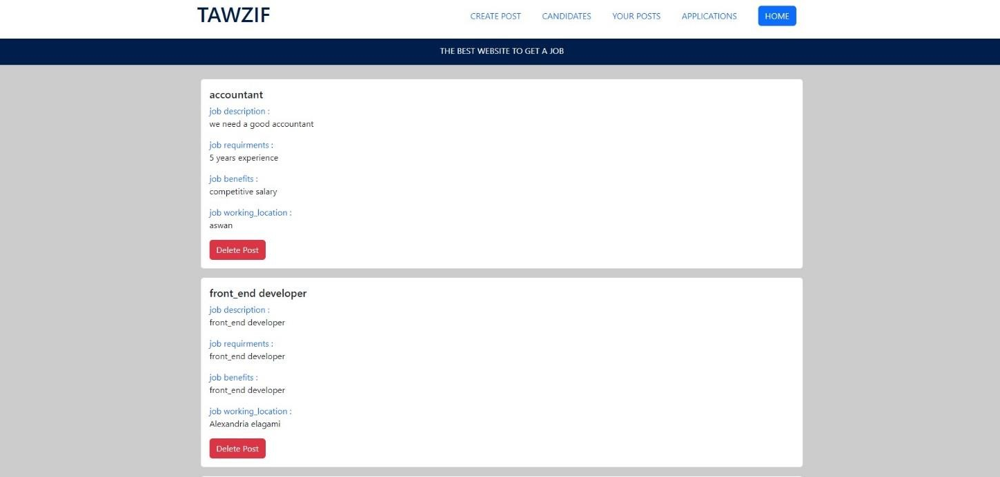 TAWZIF
CREATE POST CANDIDATES YOUR POSTS APPLICATIONS HOME
THE BEST WEBSITE TO GET A JOB
accountant
job description :
we need a good accountant
job requirments :
5 years experience
job benefits :
competitive salary
job working_location :
aswan
Delete Post
front_end developer
job description :
front_end developer
job requirments :
front_end developer
job benefits :
front_end developer
job working_location :
Alexandria elagami
Delete Post